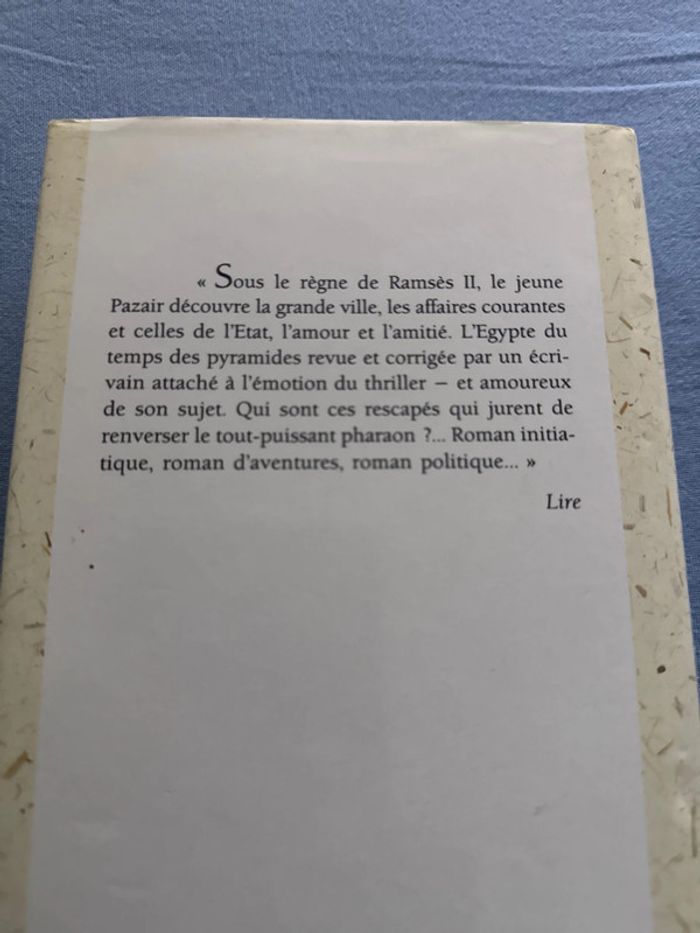 « Sous le règne de Ramsès II, le jeune
Pazair découvre la grande ville, les affaires courantes
et celles de l'Etat, l'amour et l'amitié. L'Egypte du
temps des pyramides revue et corrigée par un écri-
vain attaché à l'émotion du thriller – et amoureux
de son sujet. Qui sont ces rescapés qui jurent de
renverser le tout-puissant pharaon ?... Roman initia-
tique, roman d'aventures, roman politique... »
Lire